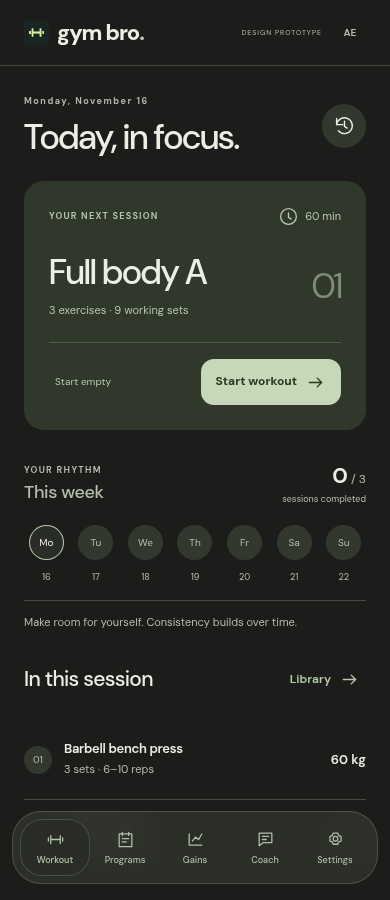 gym bro.
DESIGN PROTOTYPE
AE
Monday, November 16
Today, in focus.
YOUR NEXT SESSION
60 min
Full body A
01
3 exercises · 9 working sets
Start empty
Start workout
YOUR RHYTHM
0 / 3
This week
sessions completed
Mo Tu We Th Fr Sa Su
16 17 18 19 20 21 22
Make room for yourself. Consistency builds over time.
In this session
Library
01
Barbell bench press
3 sets · 6–10 reps
60 kg
Workout Programs Gains Coach Settings